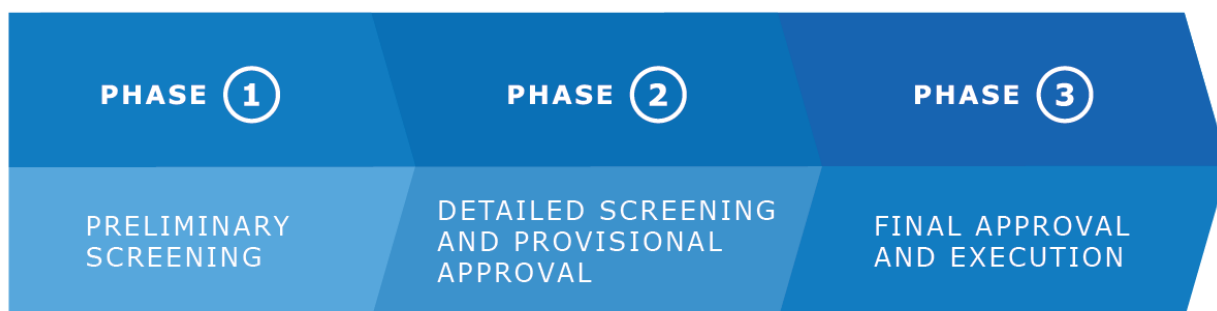 PHASE 1
PHASE 2
PHASE 3
PRELIMINARY
SCREENING
DETAILED SCREENING
AND PROVISIONAL
APPROVAL
FINAL APPROVAL
AND EXECUTION